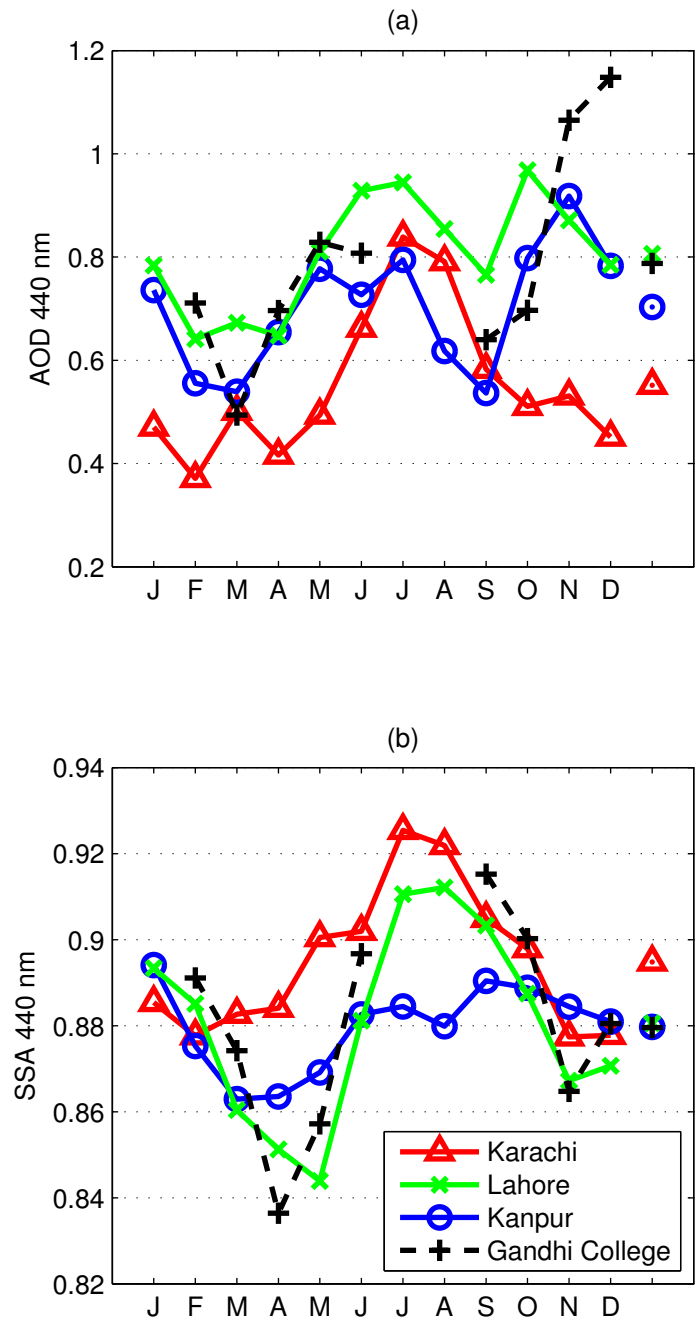 (a)
1.2
1
0.8
0.6
0.4
0.2
AOD 440 nm
J F M A M J J A S O N D
(b)
0.94
0.92
0.9
0.88
0.86
0.84
0.82
SSA 440 nm
Karachi
Lahore
Kanpur
Gandhi College
J F M A M J J A S O N D